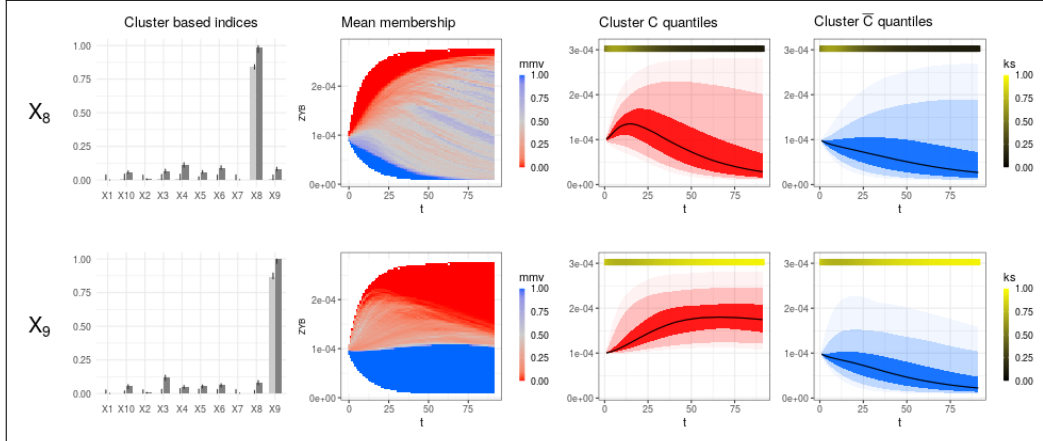 Cluster based indices
Mean membership
Cluster C quantiles
Cluster C̅ quantiles
X8
1.00
0.75
0.50
0.25
0.00
X1 X10 X2 X3 X4 X5 X6 X7 X8 X9
ZYB
2e-04
1e-04
0e+00
0 25 50 75
t
mmv
1.00
0.75
0.50
0.25
0.00
3e-04
2e-04
1e-04
0e+00
0 25 50 75
t
3e-04
2e-04
1e-04
0e+00
0 25 50 75
t
ks
1.00
0.75
0.50
0.25
0.00
X9
1.00
0.75
0.50
0.25
0.00
X1 X10 X2 X3 X4 X5 X6 X7 X8 X9
ZYB
2e-04
1e-04
0e+00
0 25 50 75
t
mmv
1.00
0.75
0.50
0.25
0.00
3e-04
2e-04
1e-04
0e+00
0 25 50 75
t
3e-04
2e-04
1e-04
0e+00
0 25 50 75
t
ks
1.00
0.75
0.50
0.25
0.00